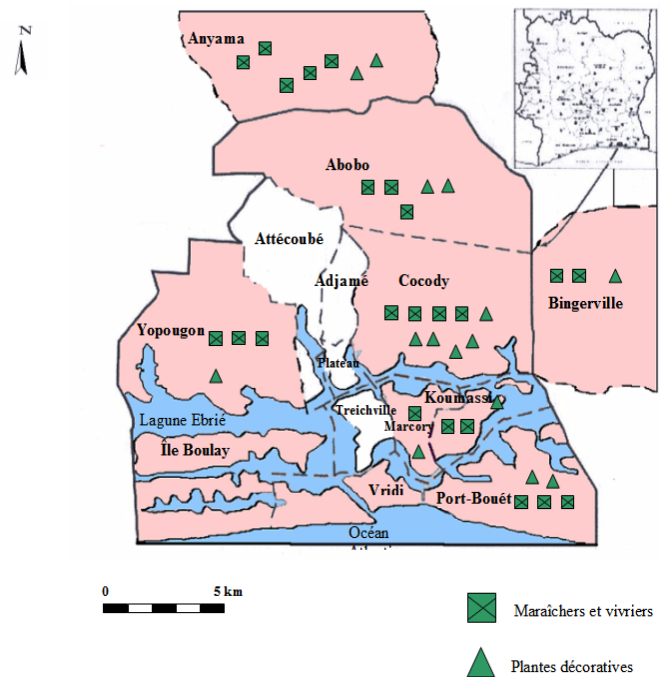 N
Anyama
Abobo
Attécoubé
Adjamé
Cocody
Bingerville
Yopougon
Plateau
Koumassi
Treichville
Marcory
Lagune Ebrié
Île Boulay
Vridi
Port-Bouét
Océan
0 5 km
Maraîchers et vivriers
Plantes décoratives